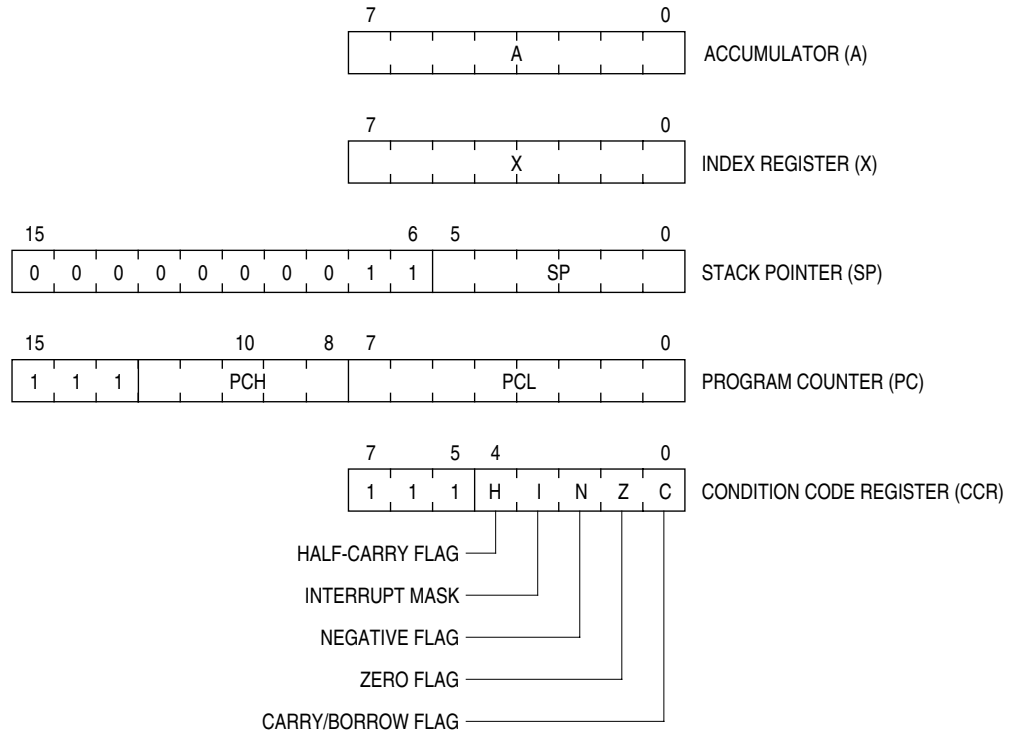 7 0
A ACCUMULATOR (A)
7 0
X INDEX REGISTER (X)
15 6 5 0
0 0 0 0 0 0 0 0 1 1 SP STACK POINTER (SP)
15 10 8 7 0
1 1 1 PCH PCL PROGRAM COUNTER (PC)
7 5 4 0
1 1 1 H I N Z C CONDITION CODE REGISTER (CCR)
HALF-CARRY FLAG
INTERRUPT MASK
NEGATIVE FLAG
ZERO FLAG
CARRY/BORROW FLAG